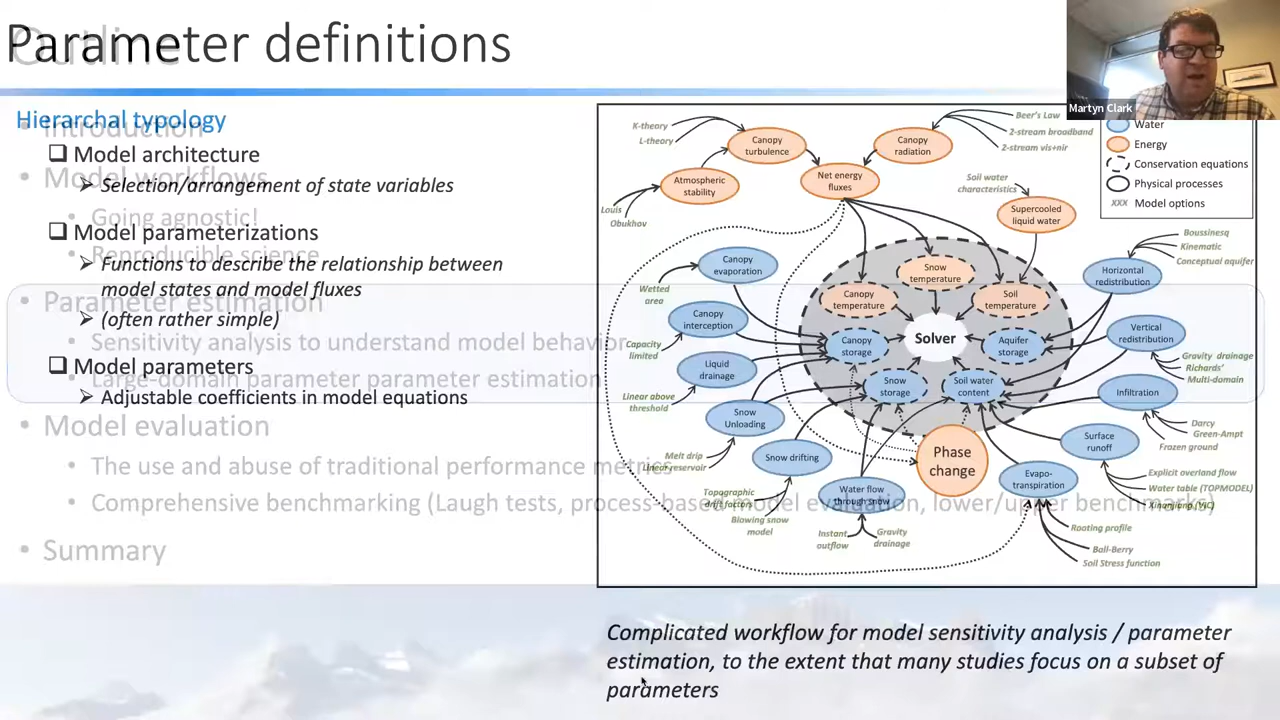 Parameter definitions
Outline
Martyn Clark
Hierarchal typology
Introduction
❑ Model architecture
Model workflows
➢ Selection/arrangement of state variables
• Going agnostic!
❑ Model parameterizations
• Reproducible science
➢ Functions to describe the relationship between
model states and model fluxes
• Parameter estimation
➢ (often rather simple)
• Sensitivity analysis to understand model behavior
❑ Model parameters
• Large-domain parameter parameter estimation
➢ Adjustable coefficients in model equations
• Model evaluation
• The use and abuse of traditional performance metrics
• Comprehensive benchmarking (Laugh tests, process-based model evaluation, lower/upper benchmarks)
• Summary
Water
Energy
Conservation equations
Physical processes
XXX Model options
K-theory
L-theory
Canopy
turbulence
Canopy
radiation
Beer's Law
2-stream broadband
2-stream vis+nir
Atmospheric
stability
Louis
Obukhov
Net energy
fluxes
Soil water
characteristics
Supercooled
liquid water
Canopy
evaporation
Wetted
area
Snow
temperature
Canopy
temperature
Soil
temperature
Horizontal
redistribution
Boussinesq
Kinematic
Conceptual aquifer
Canopy
interception
Capacity
limited
Canopy
storage
Solver
Aquifer
storage
Vertical
redistribution
Gravity drainage
Richards'
Multi-domain
Liquid
drainage
Linear above
threshold
Snow
storage
Soil water
content
Infiltration
Darcy
Green-Ampt
Frozen ground
Snow
Unloading
Melt drip
Linear reservoir
Phase
change
Surface
runoff
Explicit overland flow
Water table (TOPMODEL)
Xinanjiang (VIC)
Snow drifting
Topographic
drift factors
Blowing snow
model
Water flow
through snow
Instant
outflow
Gravity
drainage
Evapo-
transpiration
Rooting profile
Ball-Berry
Soil Stress function
Complicated workflow for model sensitivity analysis / parameter
estimation, to the extent that many studies focus on a subset of
parameters